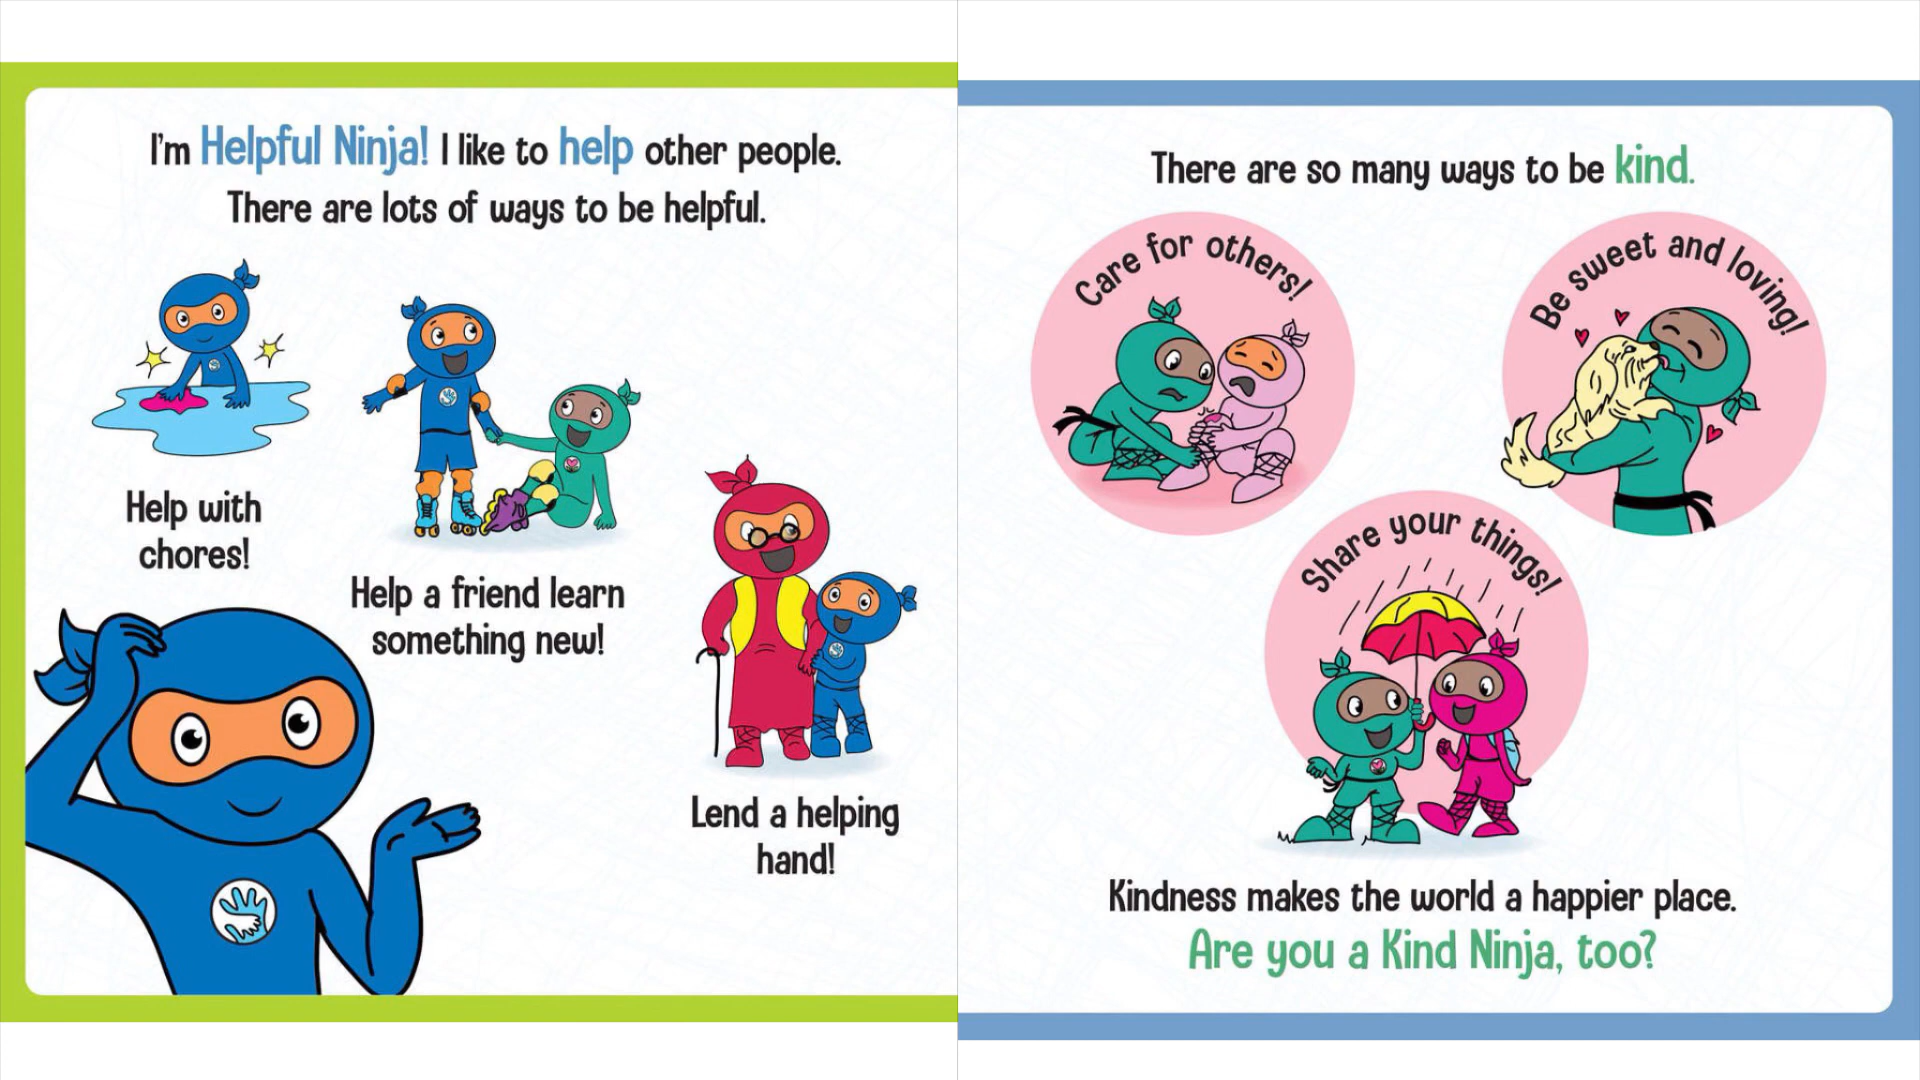 I'm Helpful Ninja! I like to help other people.
There are lots of ways to be helpful.
Help with
chores!
Help a friend learn
something new!
Lend a helping
hand!
There are so many ways to be kind.
Care for others!
Be sweet and loving!
Share your things!
Kindness makes the world a happier place.
Are you a Kind Ninja, too?